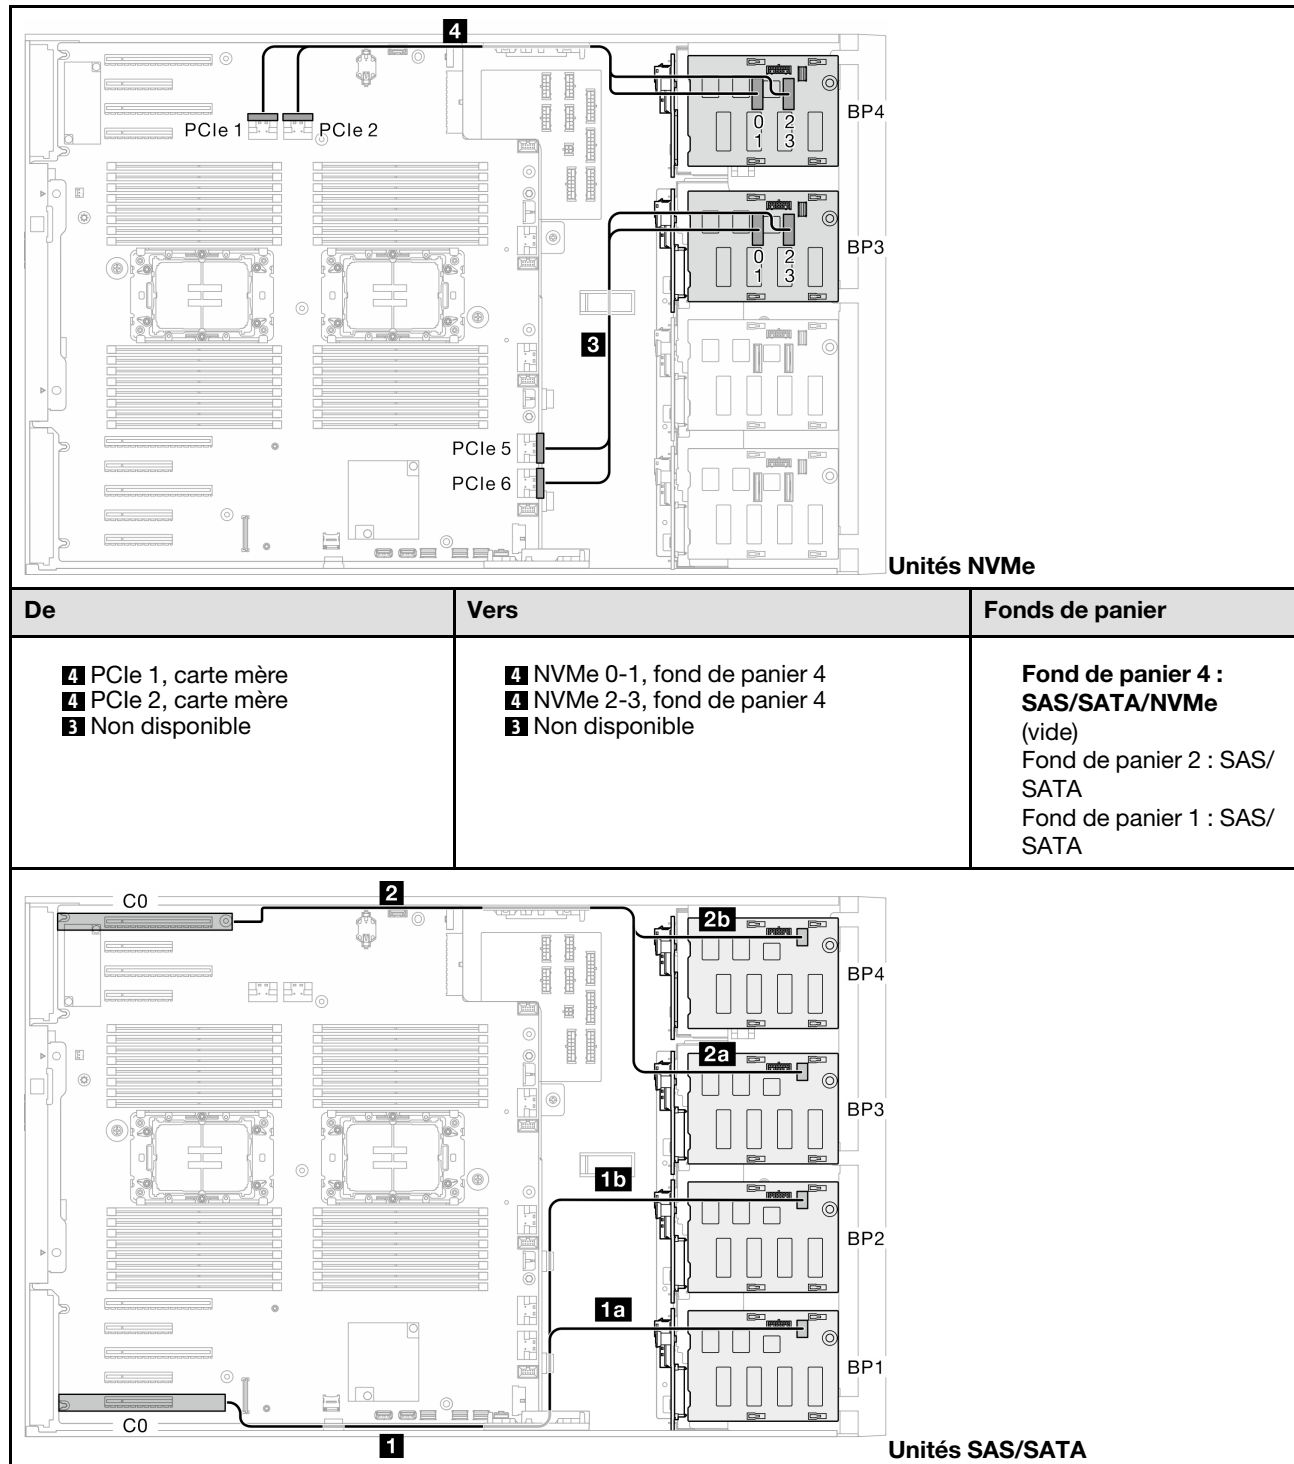 4
PCIe 1
PCIe 2
0
1
2
3
BP4
0
1
2
3
BP3
3
PCIe 5
PCIe 6
Unités NVMe
De
Vers
Fonds de panier
4 PCIe 1, carte mère
4 PCIe 2, carte mère
3 Non disponible
4 NVMe 0-1, fond de panier 4
4 NVMe 2-3, fond de panier 4
3 Non disponible
Fond de panier 4 :
SAS/SATA/NVMe
(vide)
Fond de panier 2 : SAS/
SATA
Fond de panier 1 : SAS/
SATA
C0
2
2b
BP4
2a
BP3
1b
BP2
1a
BP1
C0
1
Unités SAS/SATA